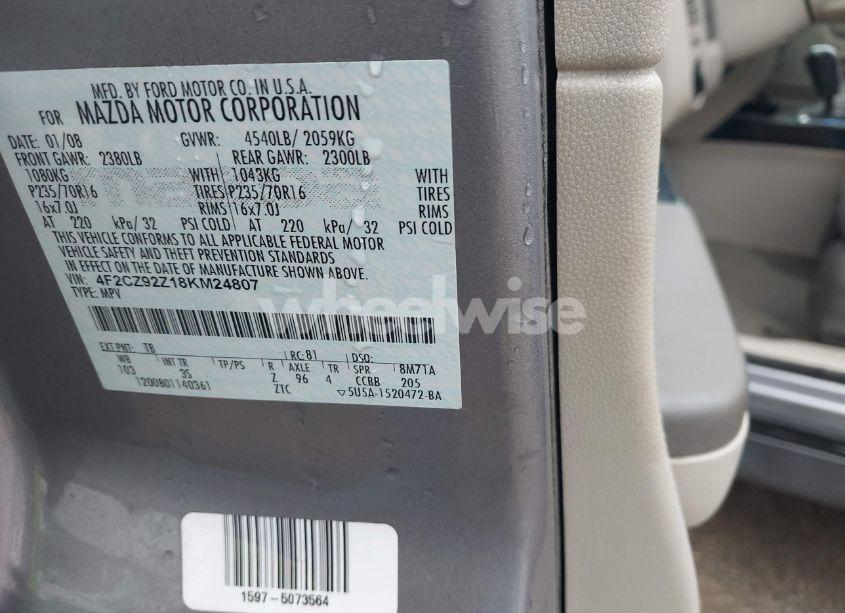 MFD. BY FORD MOTOR CO. IN U.S.A.
FOR MAZDA MOTOR CORPORATION
DATE: 01/08 GVWR: 4540LB/ 2059KG
FRONT GAWR: 2380LB REAR GAWR: 2300LB
1080KG WITH 1043KG WITH
P235/70R16 TIRES P235/70R16 TIRES
16x7.0J RIMS 16x7.0J RIMS
AT 220 kPa/ 32 PSI COLD AT 220 kPa/ 32 PSI COLD
THIS VEHICLE CONFORMS TO ALL APPLICABLE FEDERAL MOTOR
VEHICLE SAFETY AND THEFT PREVENTION STANDARDS
IN EFFECT ON THE DATE OF MANUFACTURE SHOWN ABOVE.
VIN: 4F2CZ92Z18KM24807
TYPE: MPV
wheelwise
EXT PNT: TB RC: 81 DSO:
WB INT TR TP/PS R AXLE TR SPR 8M71A
103 3S Z 96 4 CCBB 205
1200801140361 ZTC ▽5U5A-1520472-BA
1597-5073564